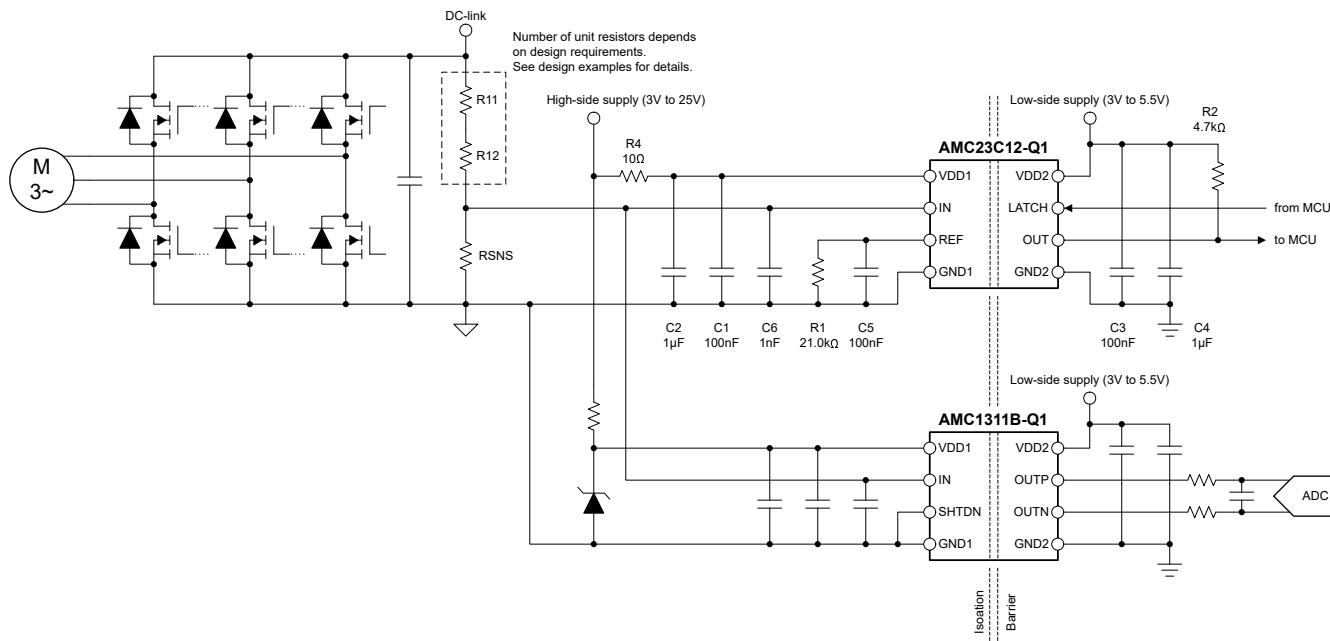 DC-link
Number of unit resistors depends
on design requirements.
See design examples for details.
R11
R12
RSNS
M
3~
High-side supply (3V to 25V)
R4
10Ω
C2
1μF
C1
100nF
C6
1nF
R1
21.0kΩ
C5
100nF
AMC23C12-Q1
VDD1
IN
REF
GND1
VDD2
LATCH
OUT
GND2
Low-side supply (3V to 5.5V)
R2
4.7kΩ
from MCU
to MCU
C3
100nF
C4
1μF
Low-side supply (3V to 5.5V)
AMC1311B-Q1
VDD1
IN
SHTDN
GND1
VDD2
OUTP
OUTN
GND2
ADC
Isoation
Barrier